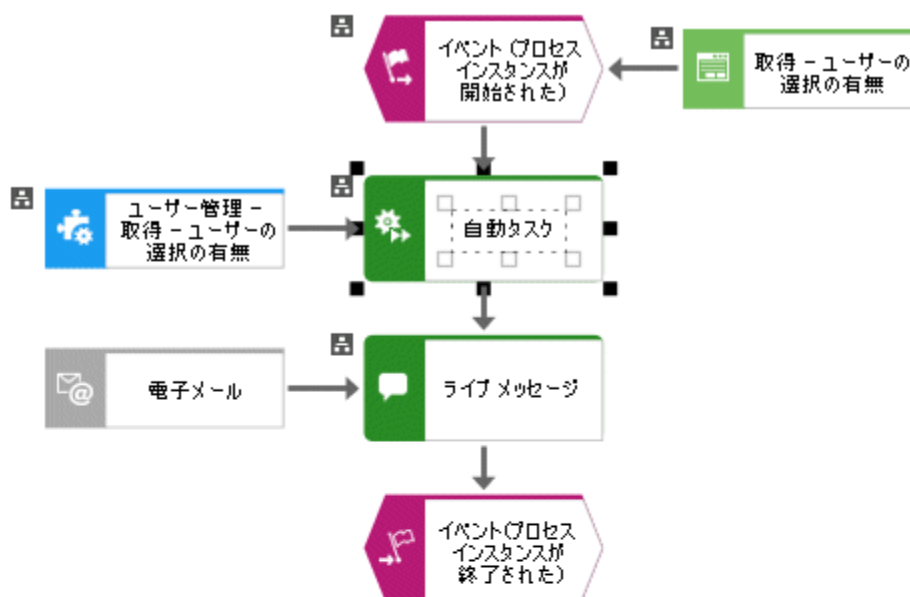 イベント (プロセス
インスタンスが
開始された)
取得 − ユーザーの
選択の有無
ユーザー管理 −
取得 − ユーザーの
選択の有無
自動タスク
電子メール
ライブ メッセージ
イベント(プロセス
インスタンスが
終了された)